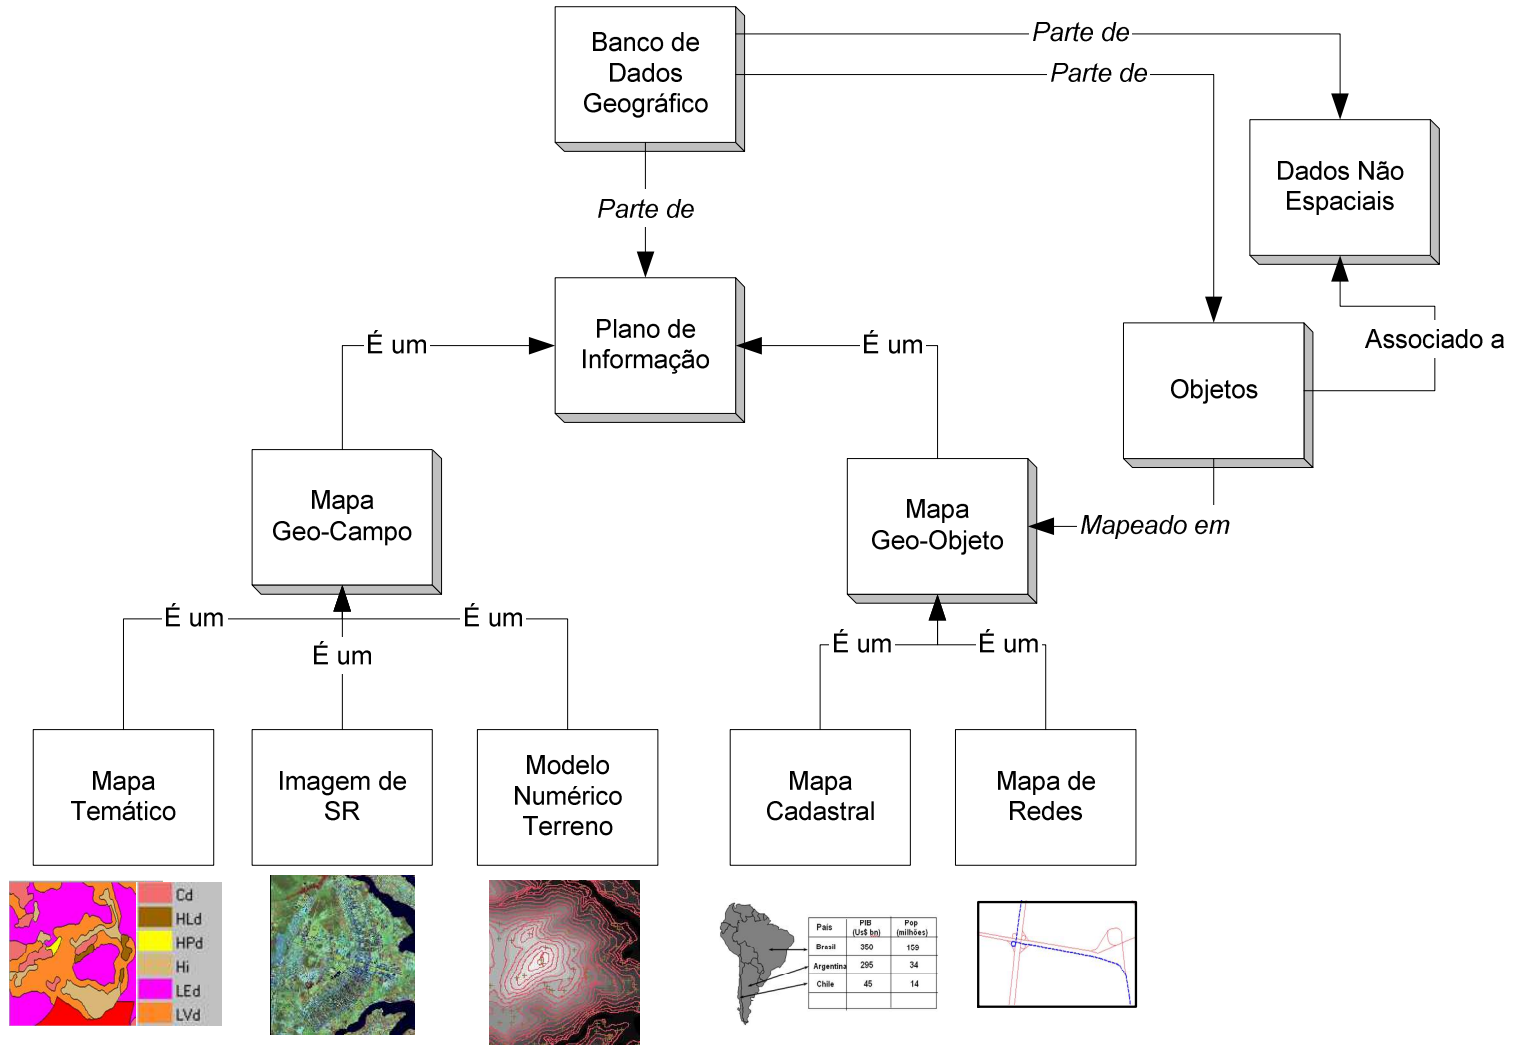 Banco de
Dados
Geográfico
Parte de
Parte de
Parte de
Dados Não
Espaciais
Plano de
Informação
É um
É um
Associado a
Objetos
Mapa
Geo-Campo
Mapa
Geo-Objeto
Mapeado em
É um
É um
É um
É um
É um
Mapa
Temático
Imagem de
SR
Modelo
Numérico
Terreno
Mapa
Cadastral
Mapa de
Redes
Cd
HLd
HPd
Hi
LEd
LVd
País PIB (Us$ bn) Pop (milhões)
Brasil 350 159
Argentina 295 34
Chile 45 14